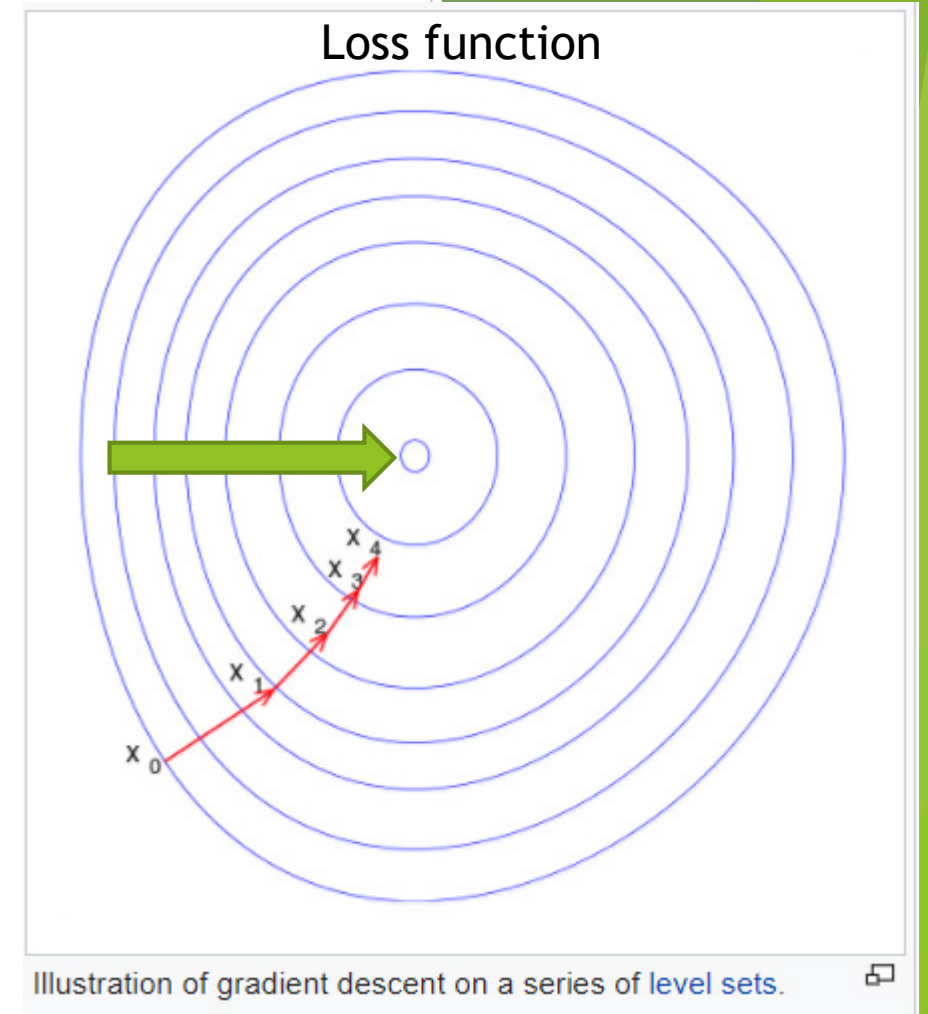 Loss function
x 4
x 3
x 2
x 1
x 0
Illustration of gradient descent on a series of level sets.